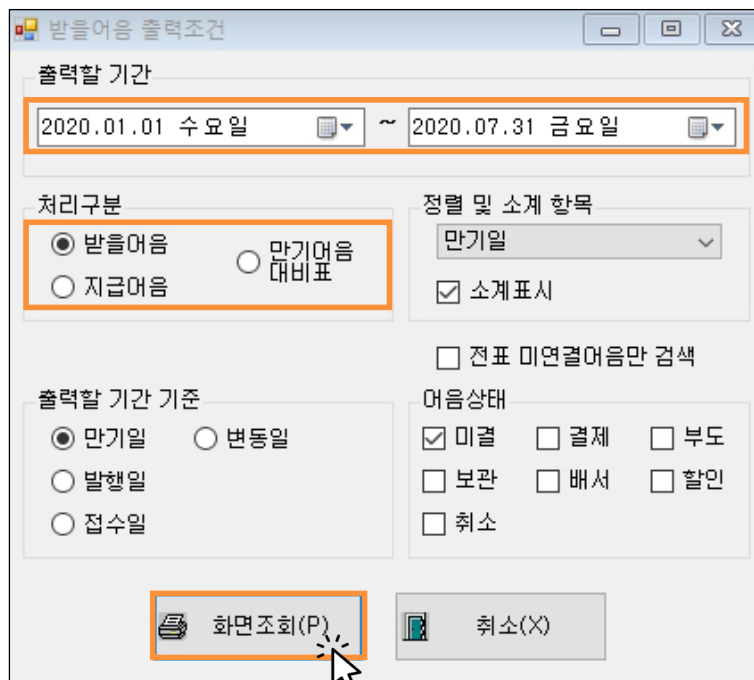 받을어음 출력조건
출력할 기간
2020.01.01 수요일 ~ 2020.07.31 금요일
처리구분
받을어음
지급어음
만기어음
대비표
정렬 및 소계 항목
만기일
소계표시
전표 미연결어음만 검색
출력할 기간 기준
만기일 변동일
발행일
접수일
어음상태
미결 결제 부도
보관 배서 할인
취소
화면조회(P) 취소(X)